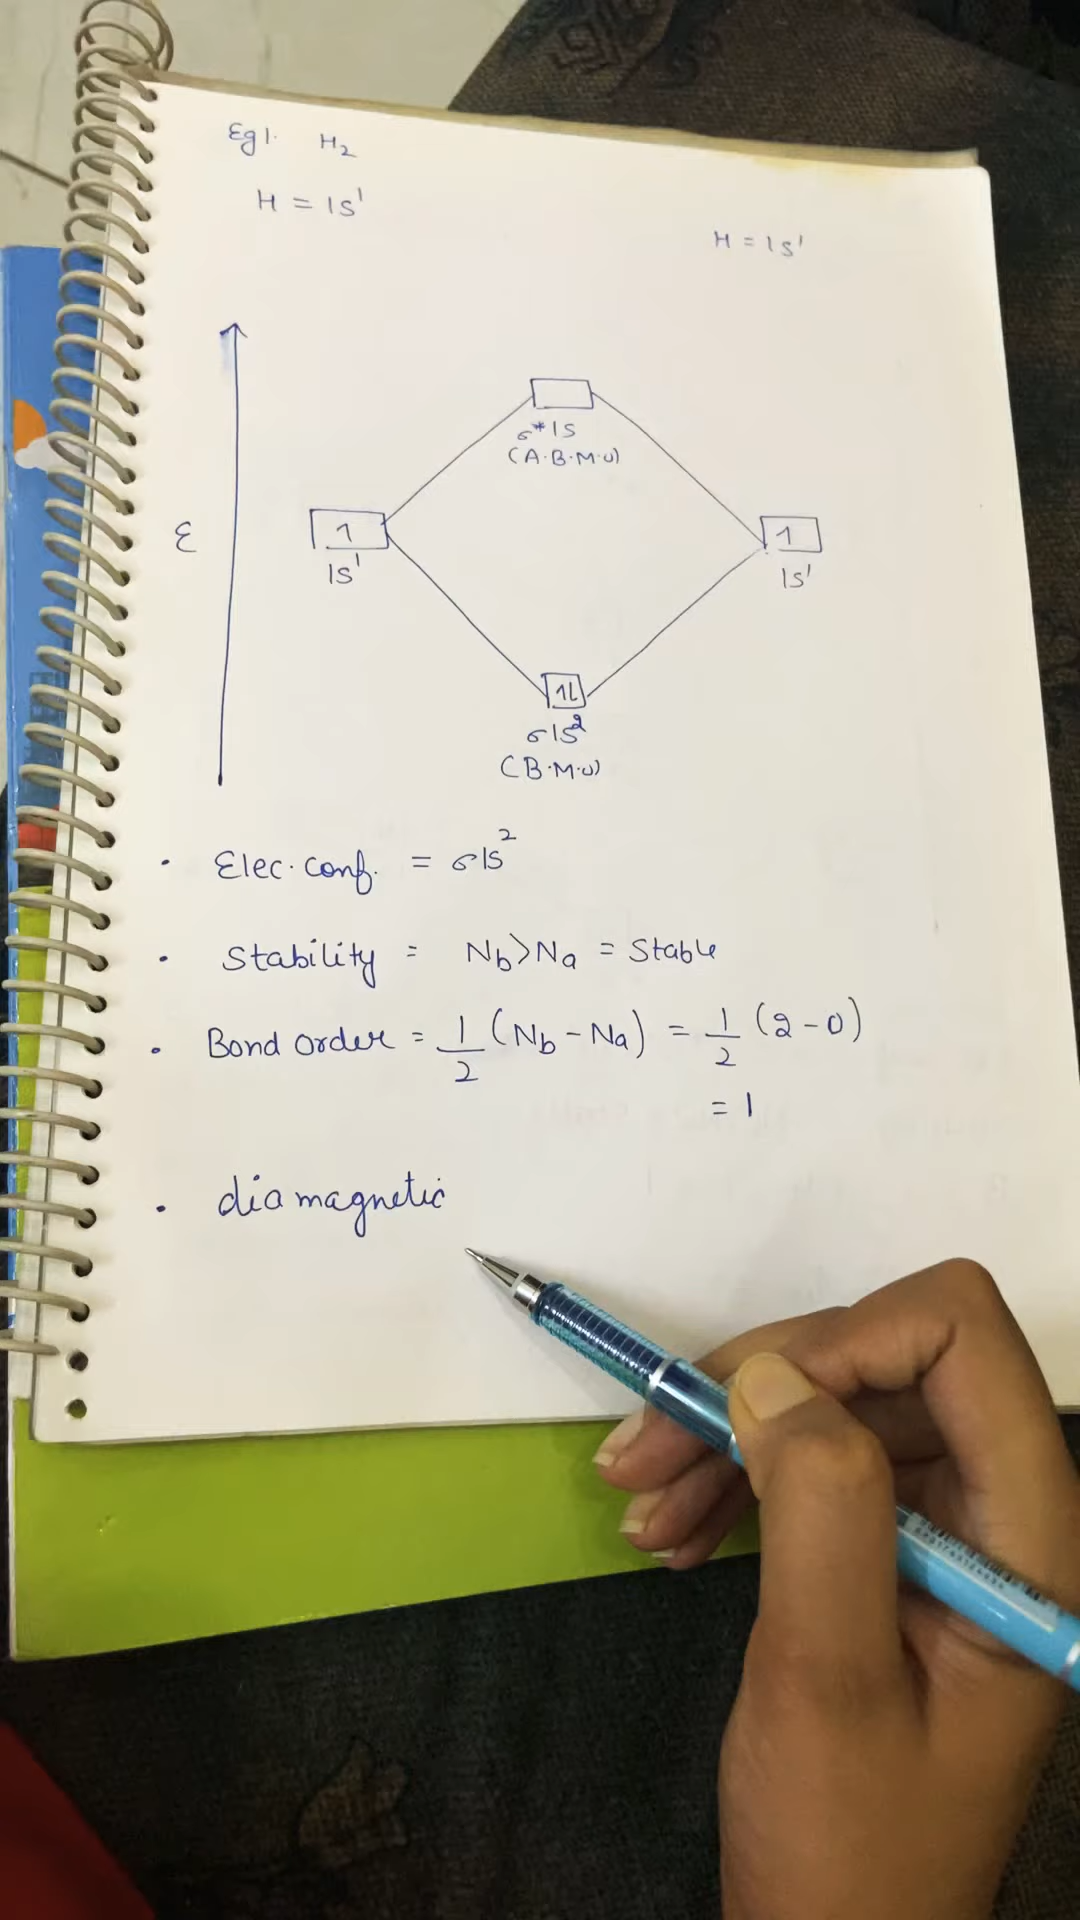 Eg1. H₂
H = 1s¹
H = 1s¹
σ*1s
(A.B.M.O)
E
1
1
1s¹
1s¹
1L
σ1s²
(B.M.O)
• Elec. conf. = σ1s²
• Stability = Nb>Na = Stable
• Bond order = 1/2 (Nb - Na) = 1/2 (2 - 0)
= 1
• diamagnetic